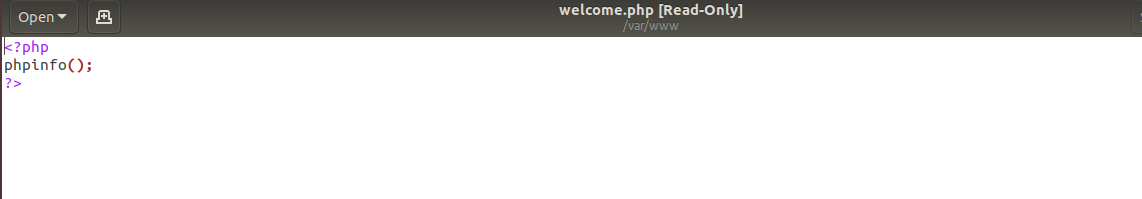 Open
welcome.php [Read-Only]
/var/www
<?php
phpinfo();
?>